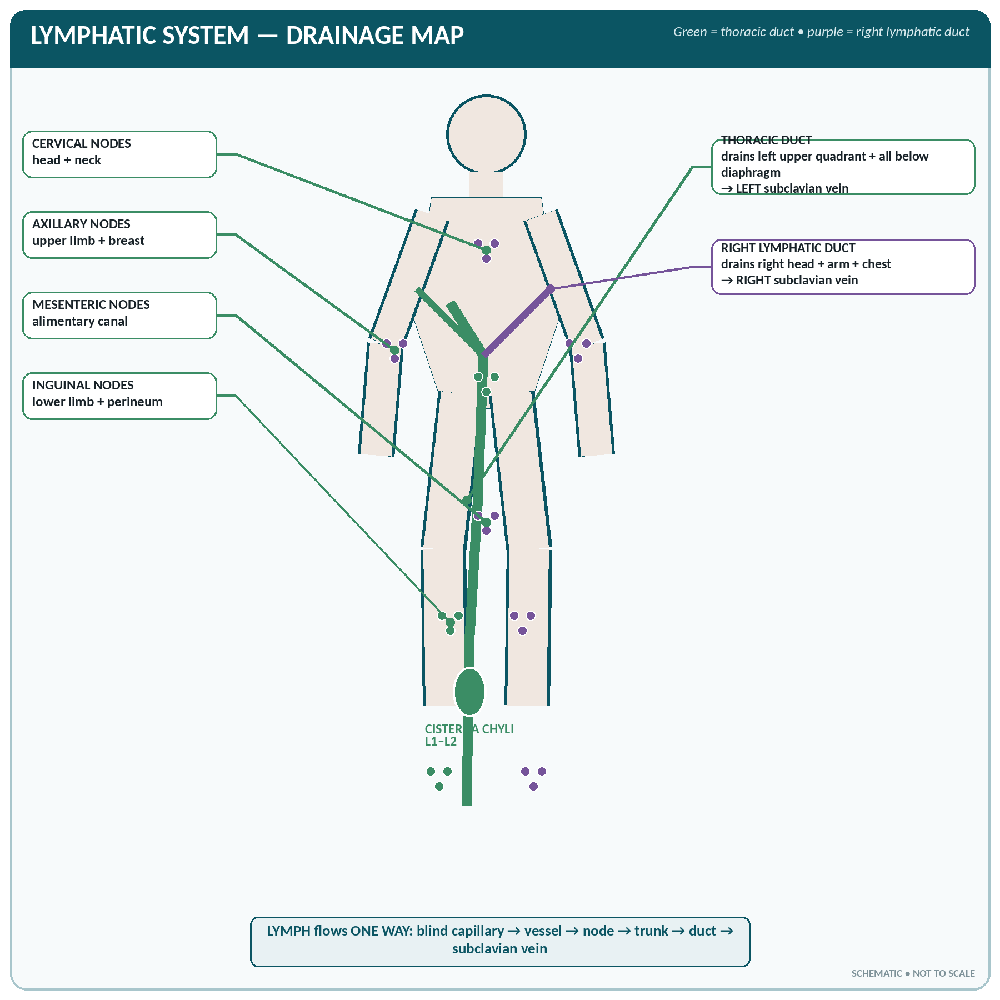 LYMPHATIC SYSTEM — DRAINAGE MAP
Green = thoracic duct • purple = right lymphatic duct
CERVICAL NODES
head + neck
AXILLARY NODES
upper limb + breast
MESENTERIC NODES
alimentary canal
INGUINAL NODES
lower limb + perineum
THORACIC DUCT
drains left upper quadrant + all below
diaphragm
→ LEFT subclavian vein
RIGHT LYMPHATIC DUCT
drains right head + arm + chest
→ RIGHT subclavian vein
CISTERNA CHYLI
L1–L2
LYMPH flows ONE WAY: blind capillary → vessel → node → trunk → duct →
subclavian vein
SCHEMATIC • NOT TO SCALE